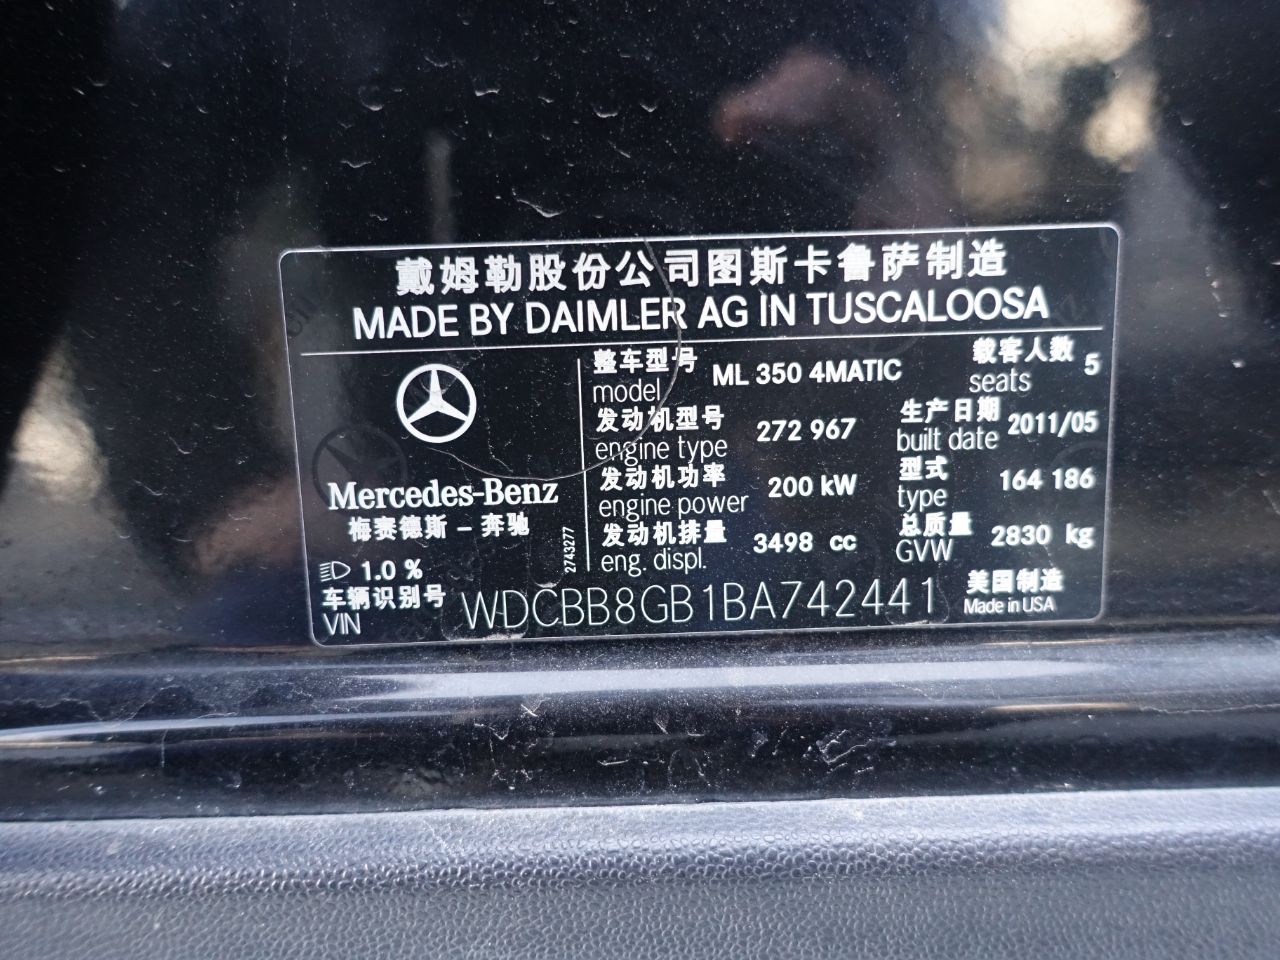 戴姆勒股份公司图斯卡鲁萨制造
MADE BY DAIMLER AG IN TUSCALOOSA
Mercedes-Benz
梅赛德斯－奔驰
1.0 %
2743277
整车型号 ML 350 4MATIC 载客人数 5
model seats
发动机型号 272 967 生产日期 2011/05
engine type built date
发动机功率 200 kW 型式 164 186
engine power type
发动机排量 3498 cc 总质量 2830 kg
eng. displ. GVW
车辆识别号 WDCBB8GB1BA742441 美国制造
VIN Made in USA